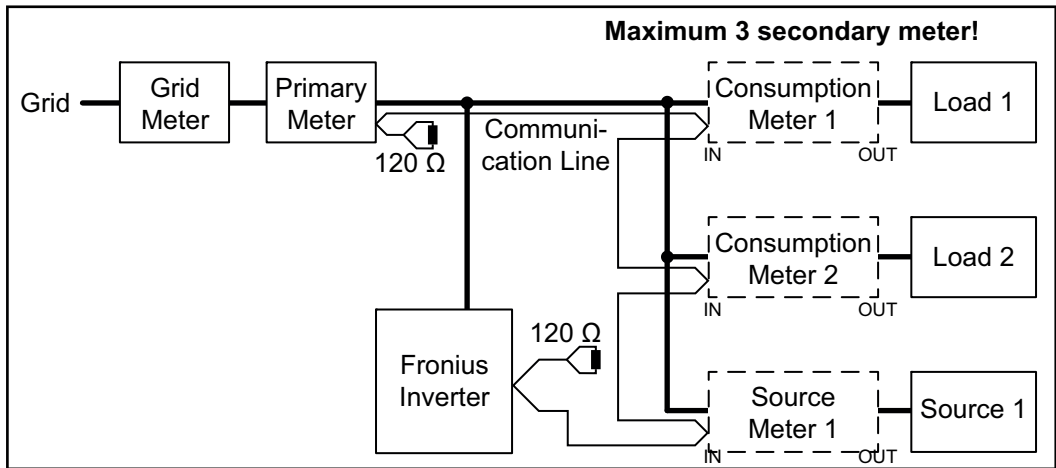 Maximum 3 secondary meter!
Grid
Grid
Meter
Primary
Meter
Consumption
Meter 1
Load 1
120 Ω
Communi-
cation Line
IN
OUT
Consumption
Meter 2
Load 2
IN
OUT
Fronius
Inverter
120 Ω
Source
Meter 1
Source 1
IN
OUT